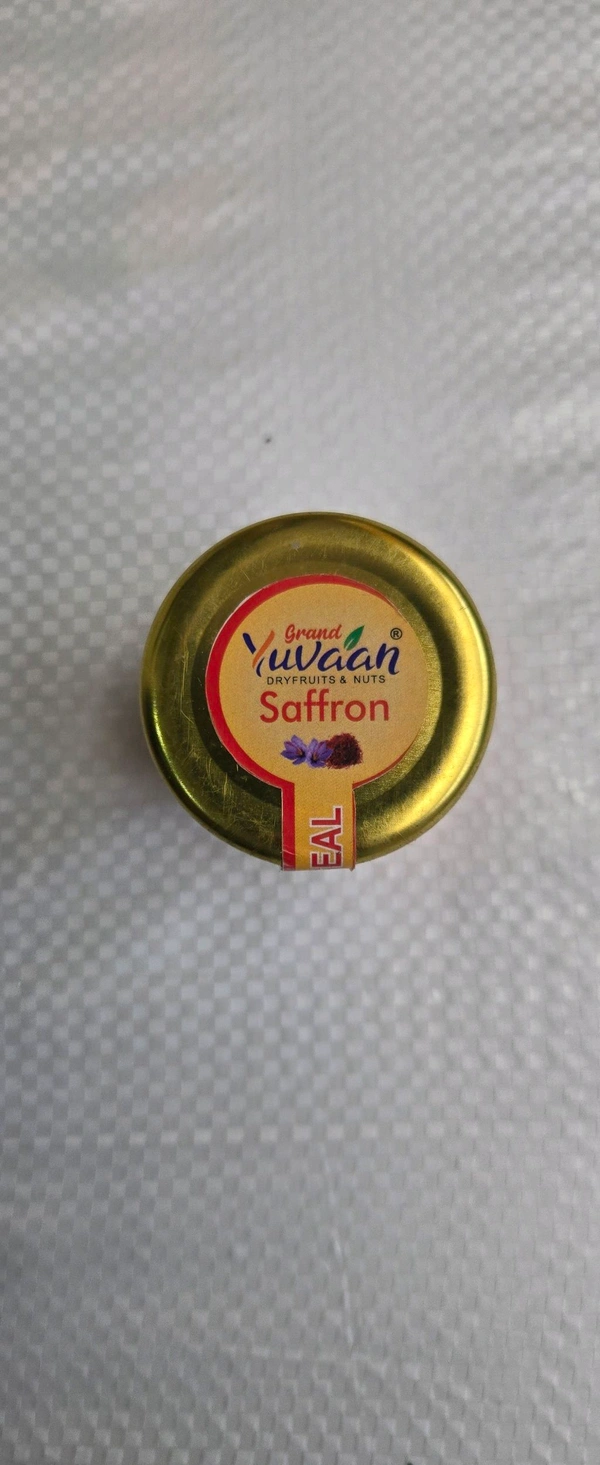 Grand
Yuvaan®
DRYFRUITS & NUTS
Saffron
EAL